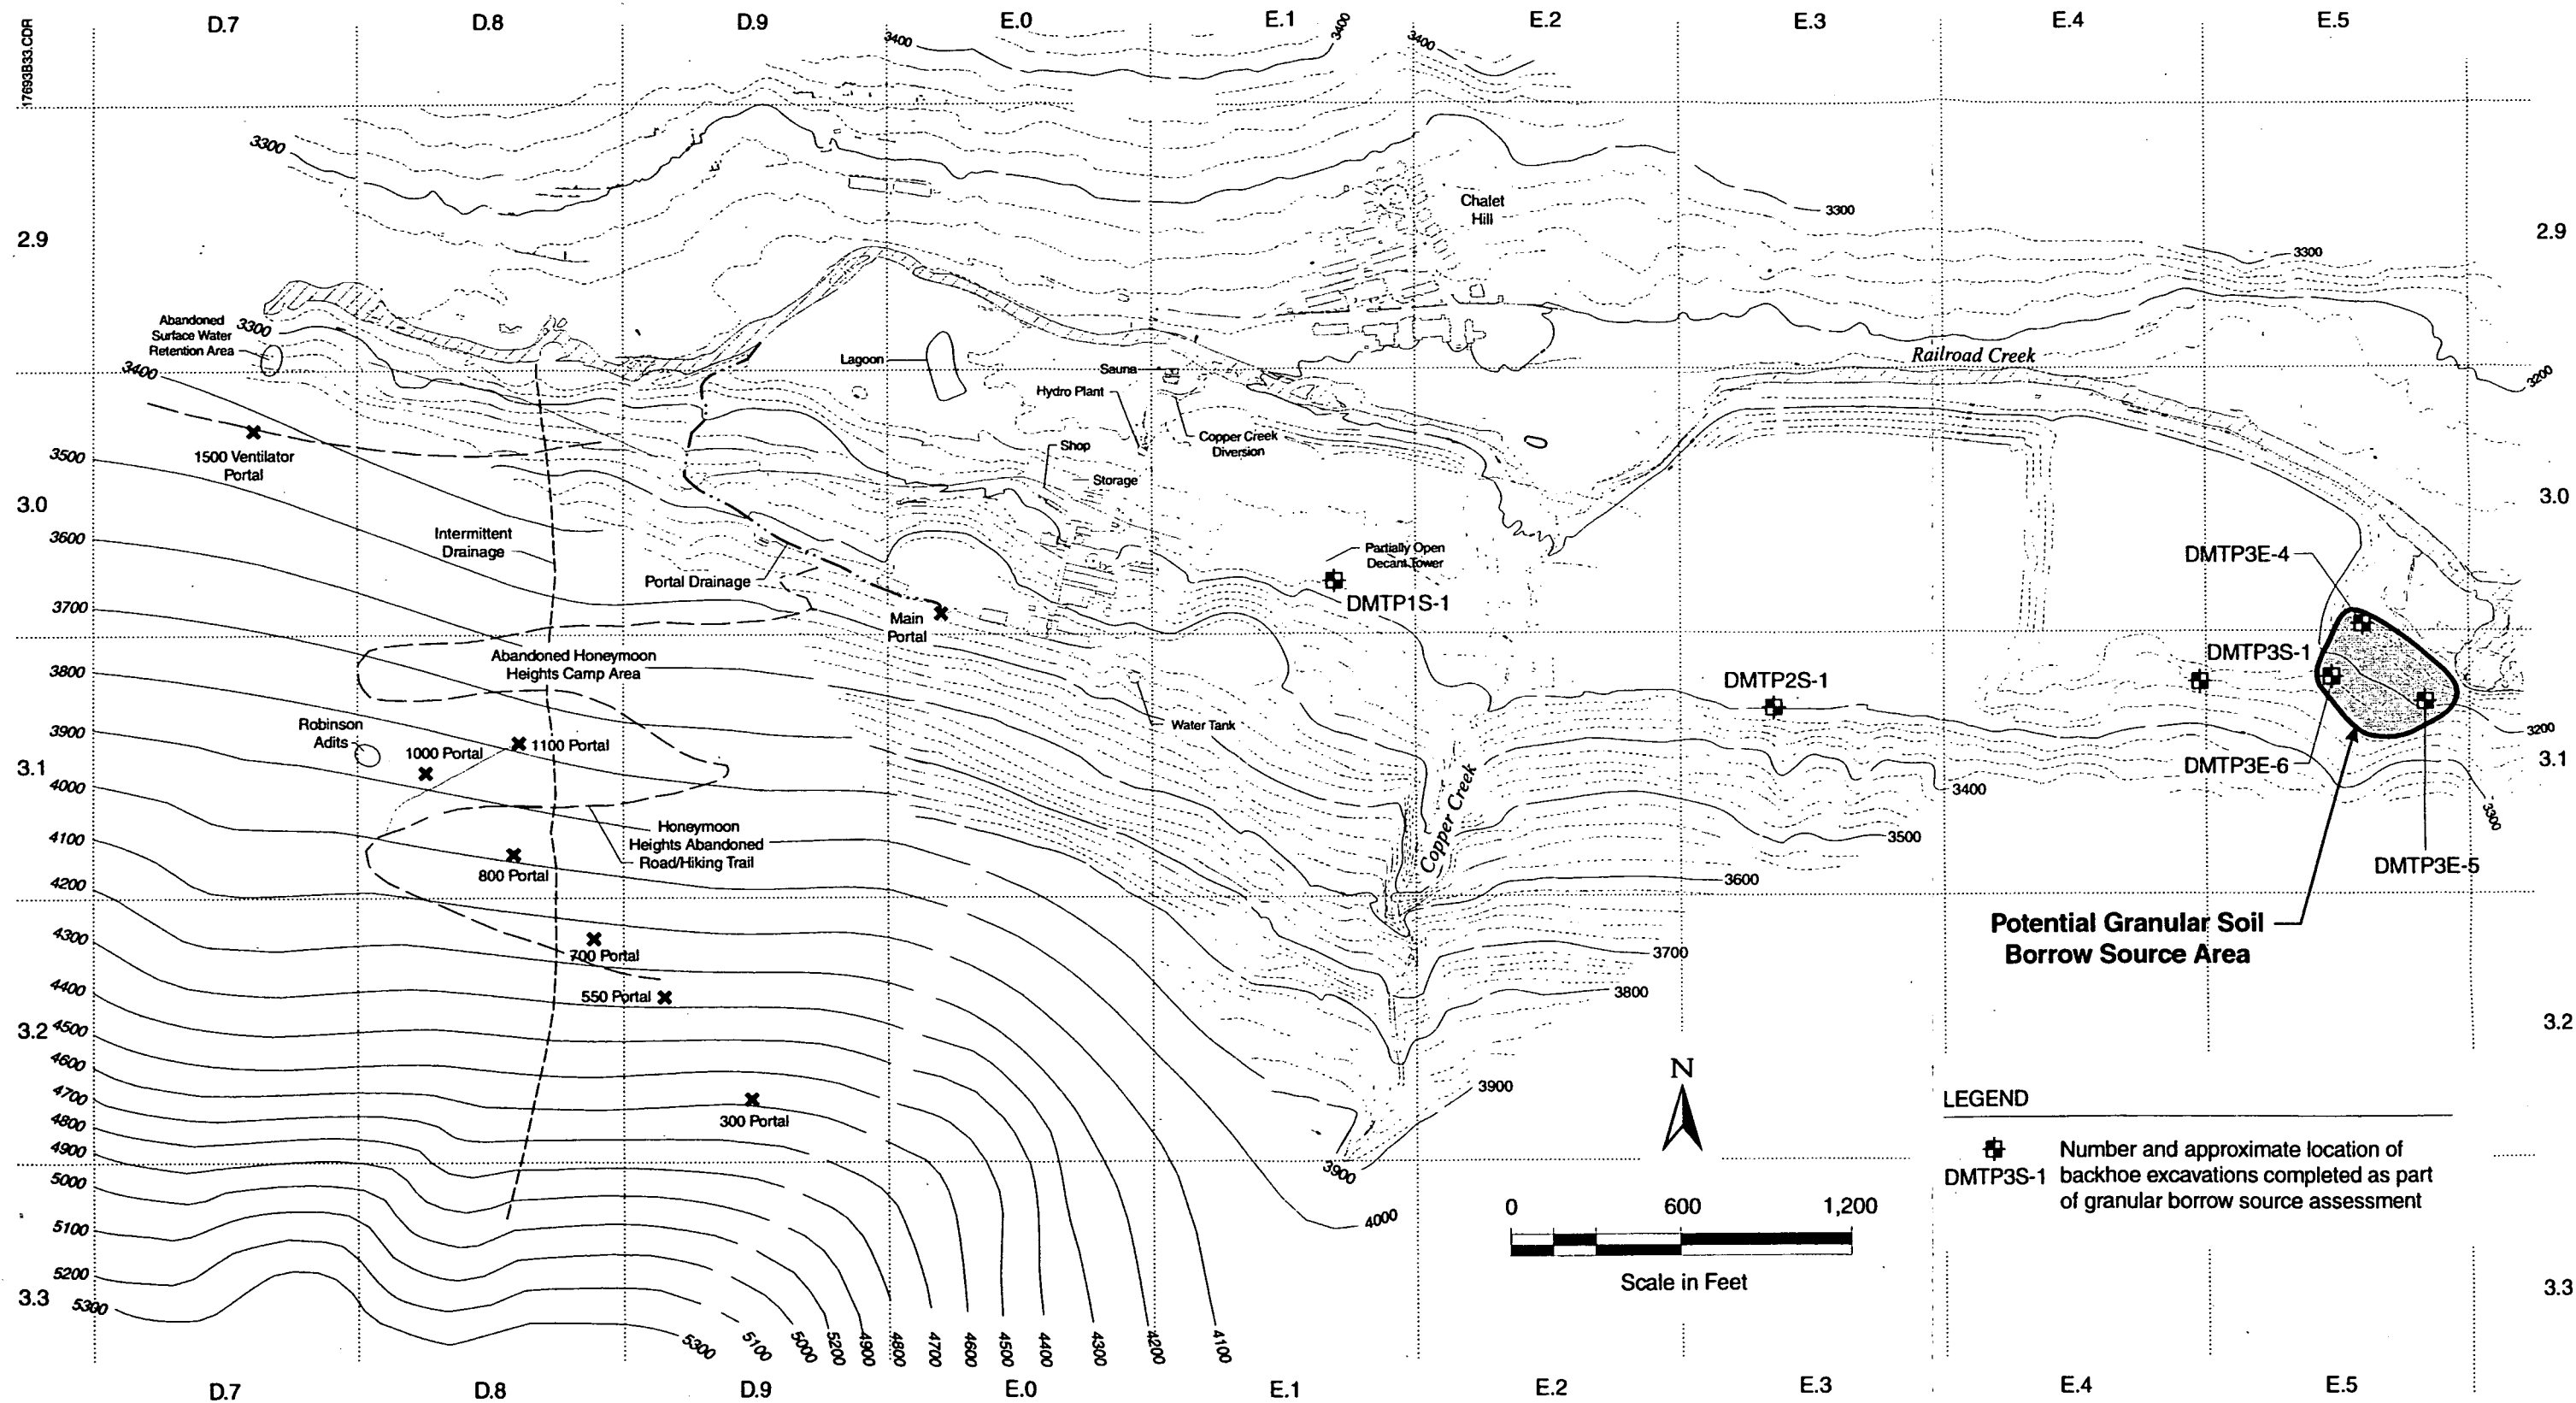 17693B33.CDR
D.7
D.8
D.9
E.0
E.1
E.2
E.3
E.4
E.5
3400
3400
3400
3300
Chalet
Hill
3300
2.9
2.9
3300
Abandoned
Surface Water
Retention Area
3300
Railroad Creek
Lagoon
Sauna
3400
3200
Hydro Plant
Copper Creek
Diversion
Shop
1500 Ventilator
Portal
3500
Storage
3.0
3.0
Intermittent
Drainage
3600
Partially Open
Decant Tower
DMTP3E-4
Portal Drainage
3700
DMTP1S-1
Main
Portal
Abandoned Honeymoon
Heights Camp Area
DMTP3S-1
3800
DMTP2S-1
Robinson
Adits
Water Tank
3900
3200
1000 Portal
1100 Portal
3.1
DMTP3E-6
3.1
4000
3400
Copper Creek
3300
Honeymoon
Heights Abandoned
Road/Hiking Trail
4100
3500
DMTP3E-5
800 Portal
4200
3600
Potential Granular Soil
Borrow Source Area
4300
700 Portal
3700
4400
550 Portal
3800
3.2
4500
3.2
4600
N
3900
4700
LEGEND
300 Portal
4800
4900
Number and approximate location of
DMTP3S-1
backhoe excavations completed as part
of granular borrow source assessment
3900
5000
0
600
1,200
4000
5100
5200
Scale in Feet
3.3
3.3
5300
5300
5100
5000
5200
4900
4800
4700
4600
4500
4400
4300
4200
4100
D.7
D.8
D.9
E.0
E.1
E.2
E.3
E.4
E.5